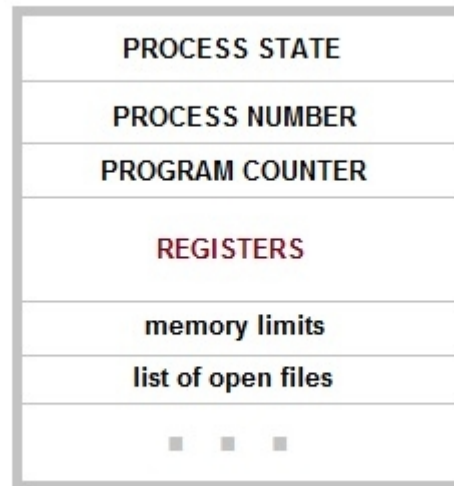 PROCESS STATE
PROCESS NUMBER
PROGRAM COUNTER
REGISTERS
memory limits
list of open files